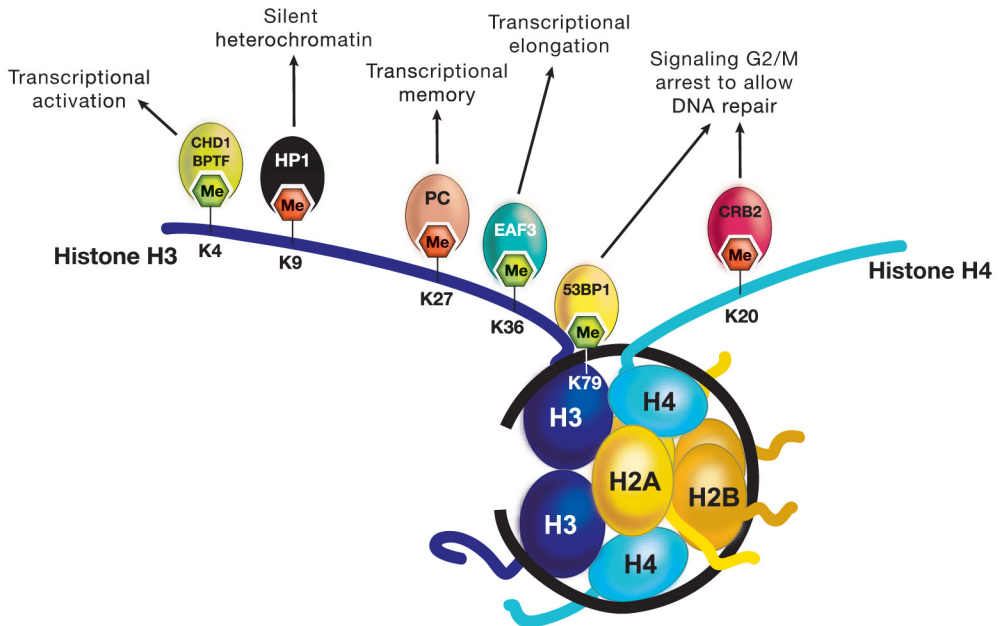 Silent
heterochromatin
Transcriptional
elongation
Transcriptional
activation
Transcriptional
memory
Signaling G2/M
arrest to allow
DNA repair
CHD1
BPTF
Me
HP1
Me
PC
Me
EAF3
Me
53BP1
Me
CRB2
Me
Histone H3
K4
K9
K27
K36
K79
K20
Histone H4
H3
H4
H2A
H2B
H3
H4